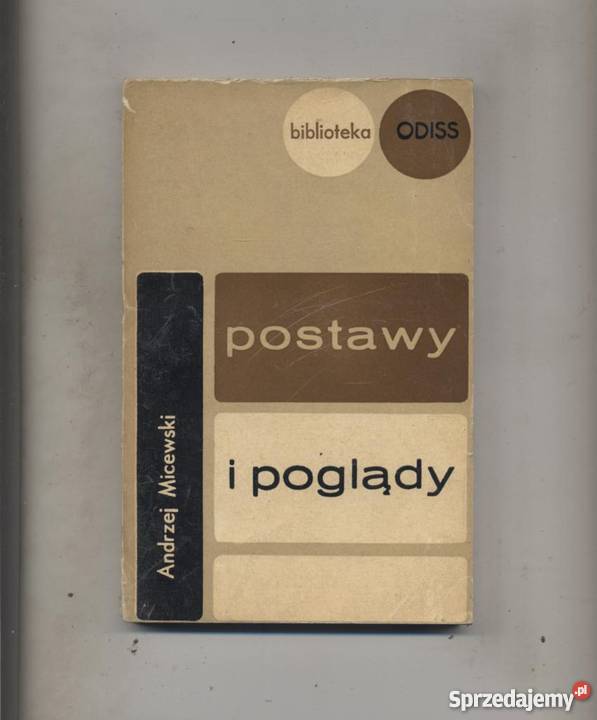 biblioteka ODISS
postawy
i poglądy
Andrzej Micewski
Sprzedajemy.pl